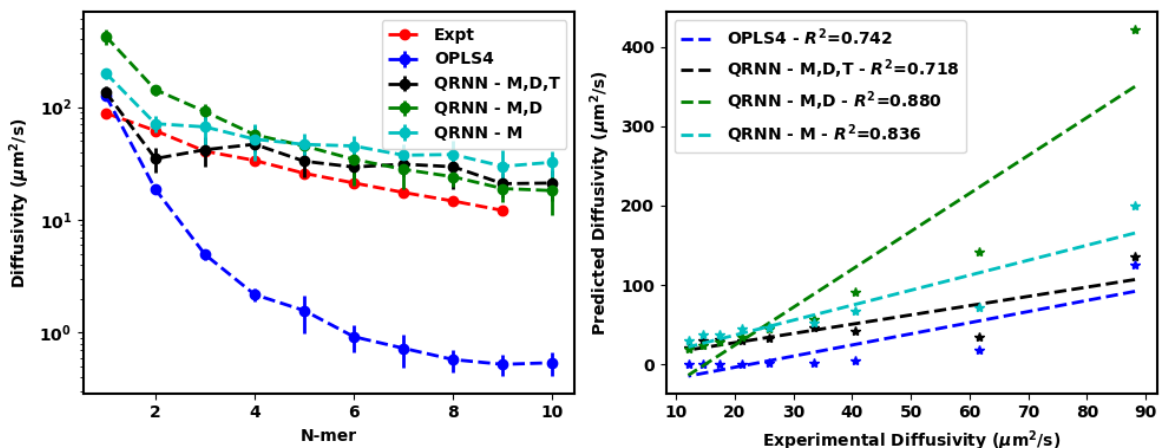 Diffusivity (μm²/s)
10²
10¹
10⁰
Expt
OPLS4
QRNN - M,D,T
QRNN - M,D
QRNN - M
2
4
6
8
10
N-mer
Predicted Diffusivity (μm²/s)
400
300
200
100
0
OPLS4 - R²=0.742
QRNN - M,D,T - R²=0.718
QRNN - M,D - R²=0.880
QRNN - M - R²=0.836
10 20 30 40 50 60 70 80 90
Experimental Diffusivity (μm²/s)